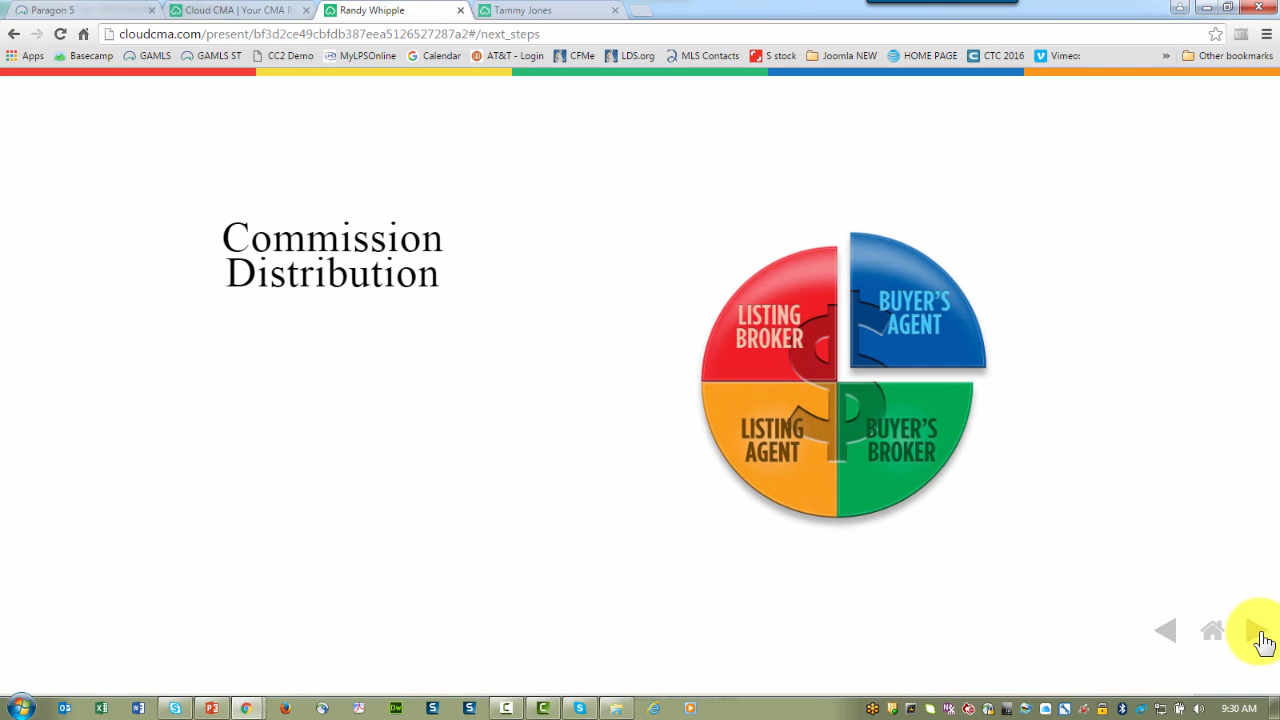 Paragon 5
Cloud CMA | Your CMA R
Randy Whipple
Tammy Jones
cloudcma.com/present/bf3d2ce49cbfdb387eea5126527287a2#/next_steps
Apps
Basecamp
GAMLS
GAMLS ST
CC2 Demo
MyLPSOnline
Calendar
AT&T - Login
CFMe
LDS.org
MLS Contacts
S stock
Joomla NEW
HOME PAGE
CTC 2016
Vimeo:
»
Other bookmarks
Commission
Distribution
LISTING
BROKER
BUYER'S
AGENT
LISTING
AGENT
BUYER'S
BROKER
9:30 AM